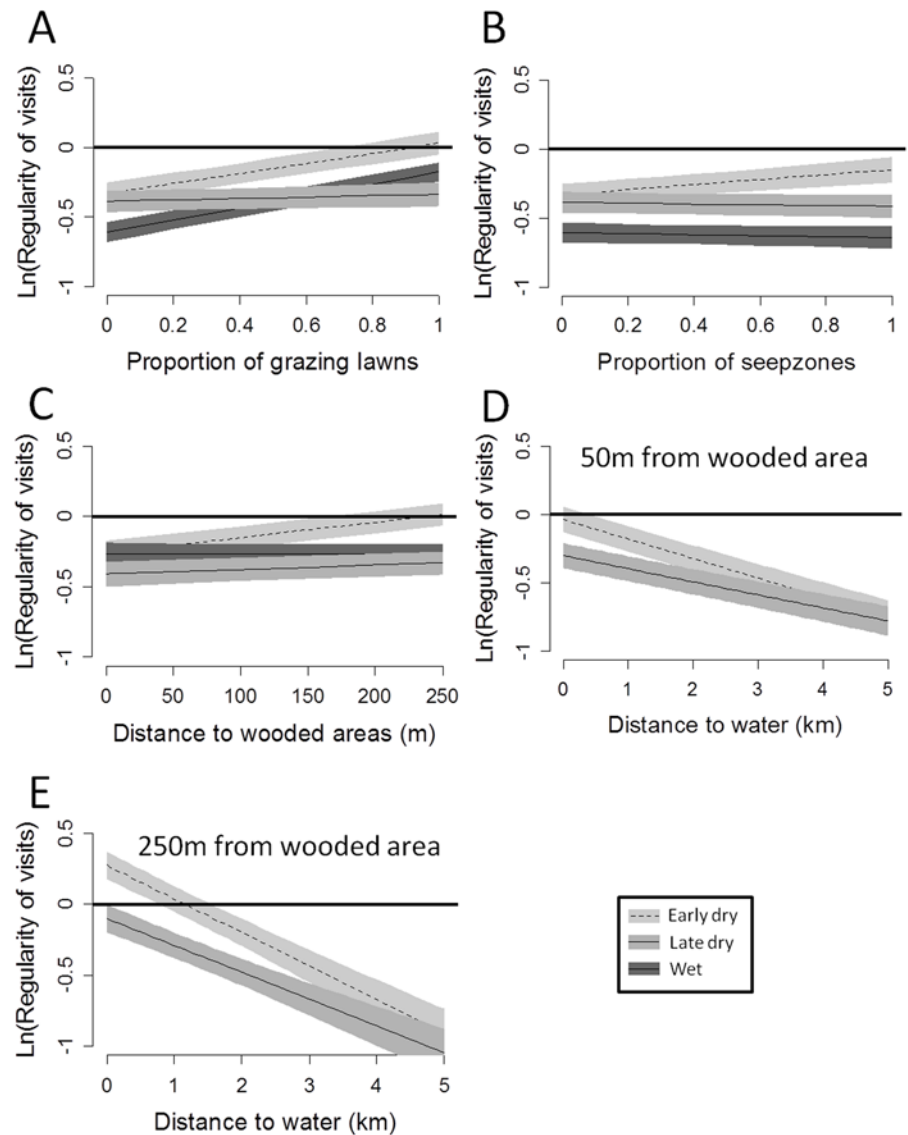 A
Ln(Regularity of visits)
0.5
0
-0.5
-1
0 0.2 0.4 0.6 0.8 1
Proportion of grazing lawns
B
Ln(Regularity of visits)
0.5
0
-0.5
-1
0 0.2 0.4 0.6 0.8 1
Proportion of seepzones
C
Ln(Regularity of visits)
0.5
0
-0.5
-1
0 50 100 150 200 250
Distance to wooded areas (m)
D
50m from wooded area
Ln(Regularity of visits)
0.5
0
-0.5
-1
0 1 2 3 4 5
Distance to water (km)
E
250m from wooded area
Ln(Regularity of visits)
0.5
0
-0.5
-1
0 1 2 3 4 5
Distance to water (km)
Early dry
Late dry
Wet